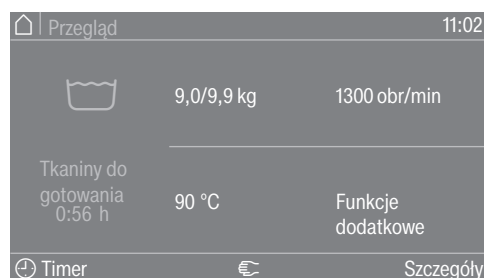 Przegląd
11:02
9,0/9,9 kg
1300 obr/min
Tkaniny do
gotowania
0:56 h
90 °C
Funkcje
dodatkowe
Timer
Szczegóły